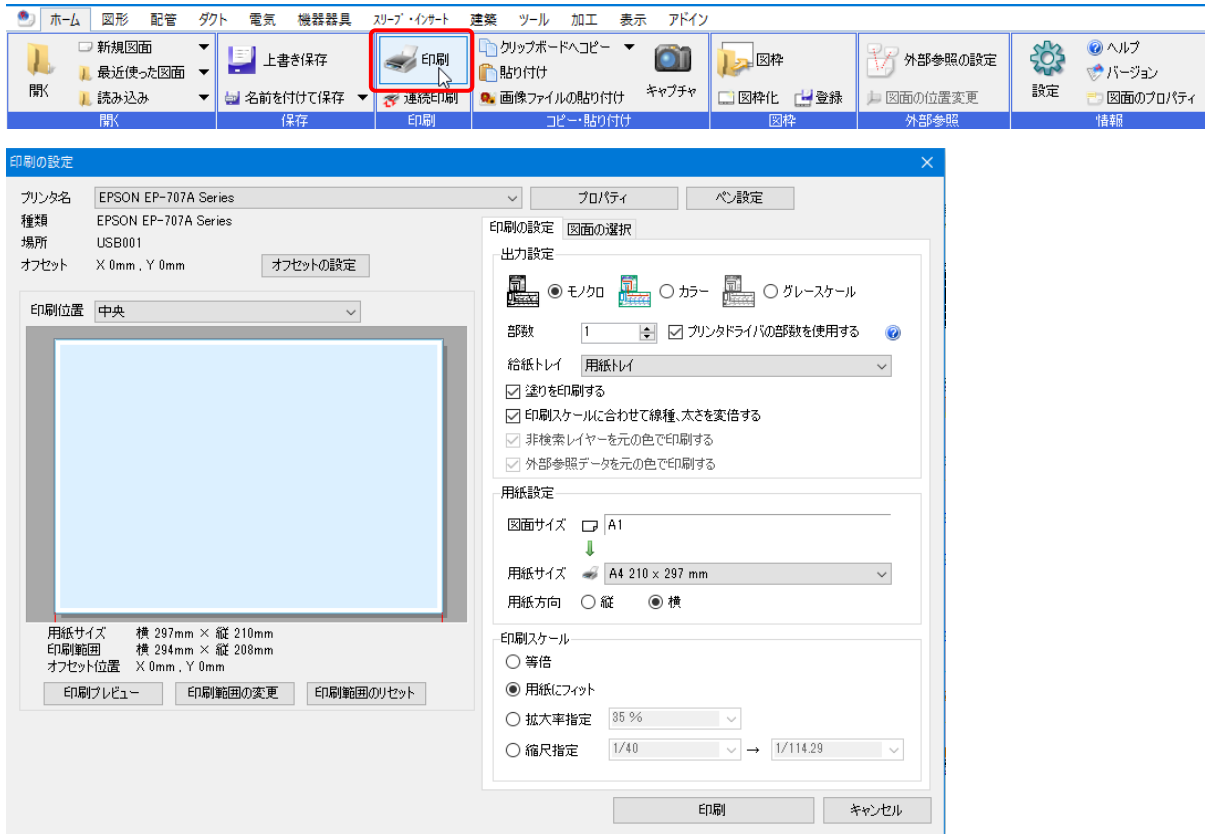 ホーム 図形 配管 ダクト 電気 機器器具 スリーブ・インサート 建築 ツール 加工 表示 アドイン
開く
新規図面
最近使った図面
読み込み
開く
上書き保存
名前を付けて保存
保存
印刷
連続印刷
印刷
クリップボードへコピー
貼り付け
画像ファイルの貼り付け
キャプチャ
コピー・貼り付け
図枠
図枠化 登録
図枠
外部参照の設定
図面の位置変更
外部参照
設定
ヘルプ
バージョン
図面のプロパティ
情報
印刷の設定
プリンタ名 EPSON EP-707A Series プロパティ ペン設定
種類 EPSON EP-707A Series
場所 USB001
オフセット X 0mm , Y 0mm オフセットの設定
印刷位置 中央
用紙サイズ 横 297mm × 縦 210mm
印刷範囲 横 294mm × 縦 208mm
オフセット位置 X 0mm , Y 0mm
印刷プレビュー 印刷範囲の変更 印刷範囲のリセット
印刷の設定 図面の選択
出力設定
モノクロ カラー グレースケール
部数 1 プリンタドライバの部数を使用する
給紙トレイ 用紙トレイ
塗りを印刷する
印刷スケールに合わせて線種、太さを変倍する
非検索レイヤーを元の色で印刷する
外部参照データを元の色で印刷する
用紙設定
図面サイズ A1
用紙サイズ A4 210 x 297 mm
用紙方向 縦 横
印刷スケール
等倍
用紙にフィット
拡大率指定 35 %
縮尺指定 1/40 → 1/114.29
印刷 キャンセル